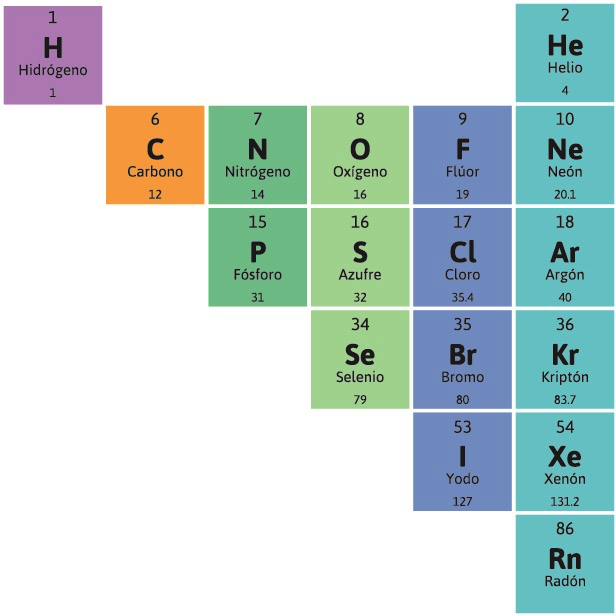 1
H
Hidrógeno
1
2
He
Helio
4
6
C
Carbono
12
7
N
Nitrógeno
14
8
O
Oxígeno
16
9
F
Flúor
19
10
Ne
Neón
20.1
15
P
Fósforo
31
16
S
Azufre
32
17
Cl
Cloro
35.4
18
Ar
Argón
40
34
Se
Selenio
79
35
Br
Bromo
80
36
Kr
Kriptón
83.7
53
I
Yodo
127
54
Xe
Xenón
131.2
86
Rn
Radón